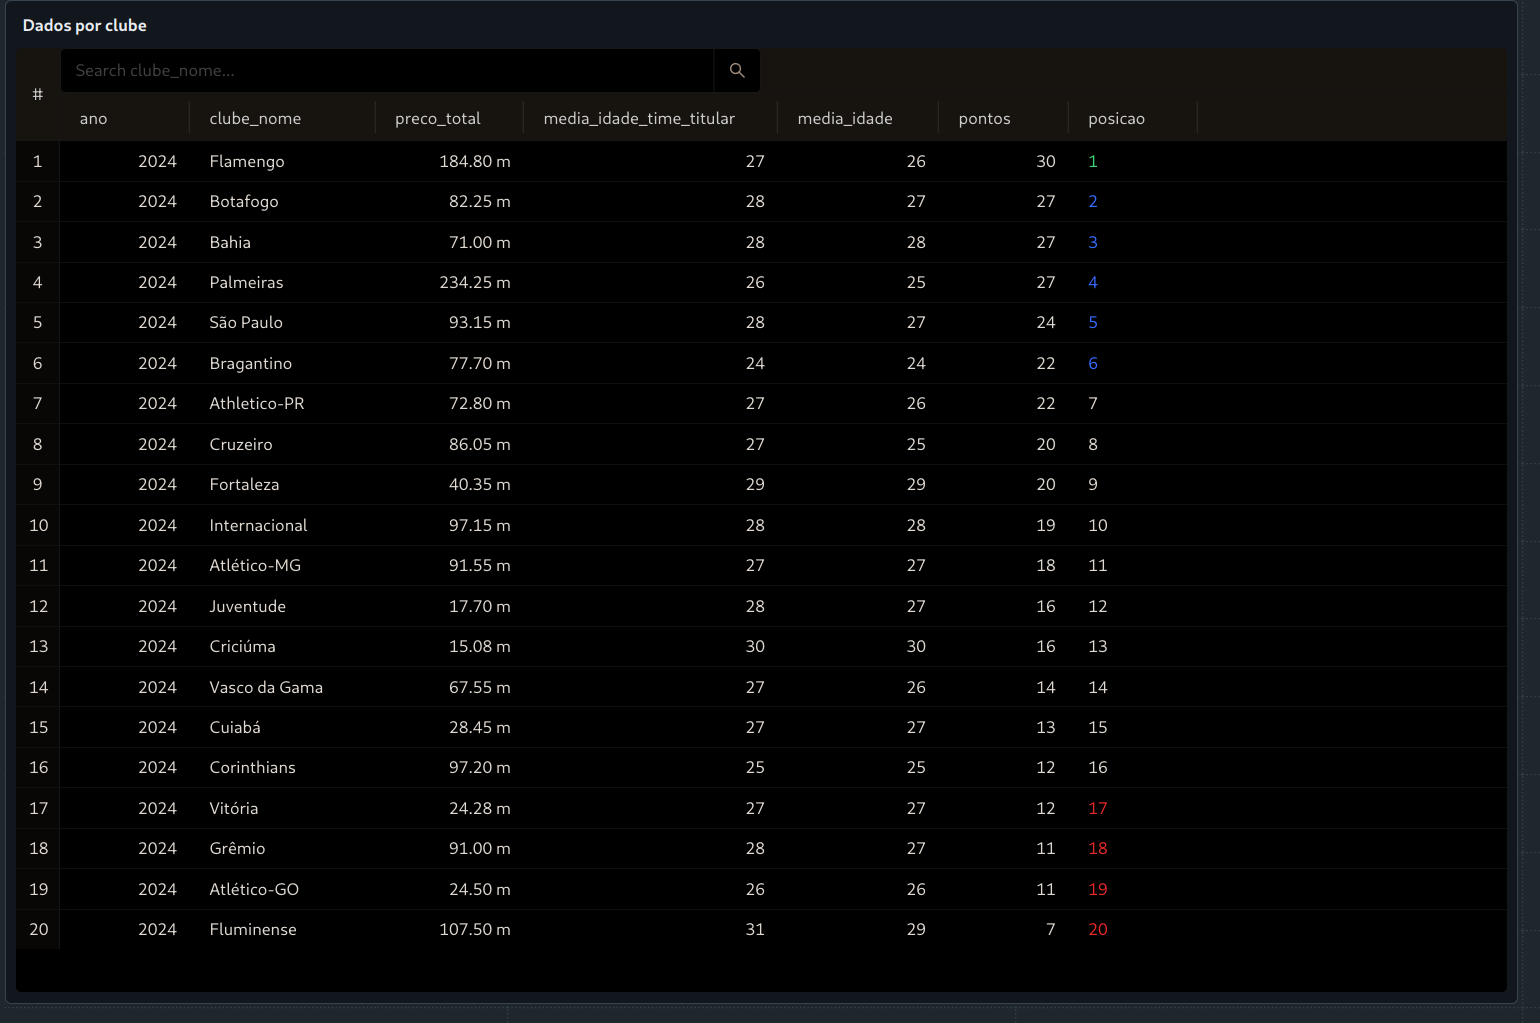 Dados por clube
Search clube_nome...
# ano clube_nome preco_total media_idade_time_titular media_idade pontos posicao
1 2024 Flamengo 184.80 m 27 26 30 1
2 2024 Botafogo 82.25 m 28 27 27 2
3 2024 Bahia 71.00 m 28 28 27 3
4 2024 Palmeiras 234.25 m 26 25 27 4
5 2024 São Paulo 93.15 m 28 27 24 5
6 2024 Bragantino 77.70 m 24 24 22 6
7 2024 Athletico-PR 72.80 m 27 26 22 7
8 2024 Cruzeiro 86.05 m 27 25 20 8
9 2024 Fortaleza 40.35 m 29 29 20 9
10 2024 Internacional 97.15 m 28 28 19 10
11 2024 Atlético-MG 91.55 m 27 27 18 11
12 2024 Juventude 17.70 m 28 27 16 12
13 2024 Criciúma 15.08 m 30 30 16 13
14 2024 Vasco da Gama 67.55 m 27 26 14 14
15 2024 Cuiabá 28.45 m 27 27 13 15
16 2024 Corinthians 97.20 m 25 25 12 16
17 2024 Vitória 24.28 m 27 27 12 17
18 2024 Grêmio 91.00 m 28 27 11 18
19 2024 Atlético-GO 24.50 m 26 26 11 19
20 2024 Fluminense 107.50 m 31 29 7 20